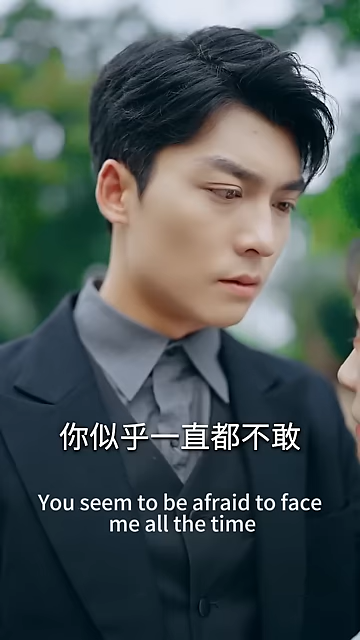 你似乎一直都不敢
You seem to be afraid to face
me all the time